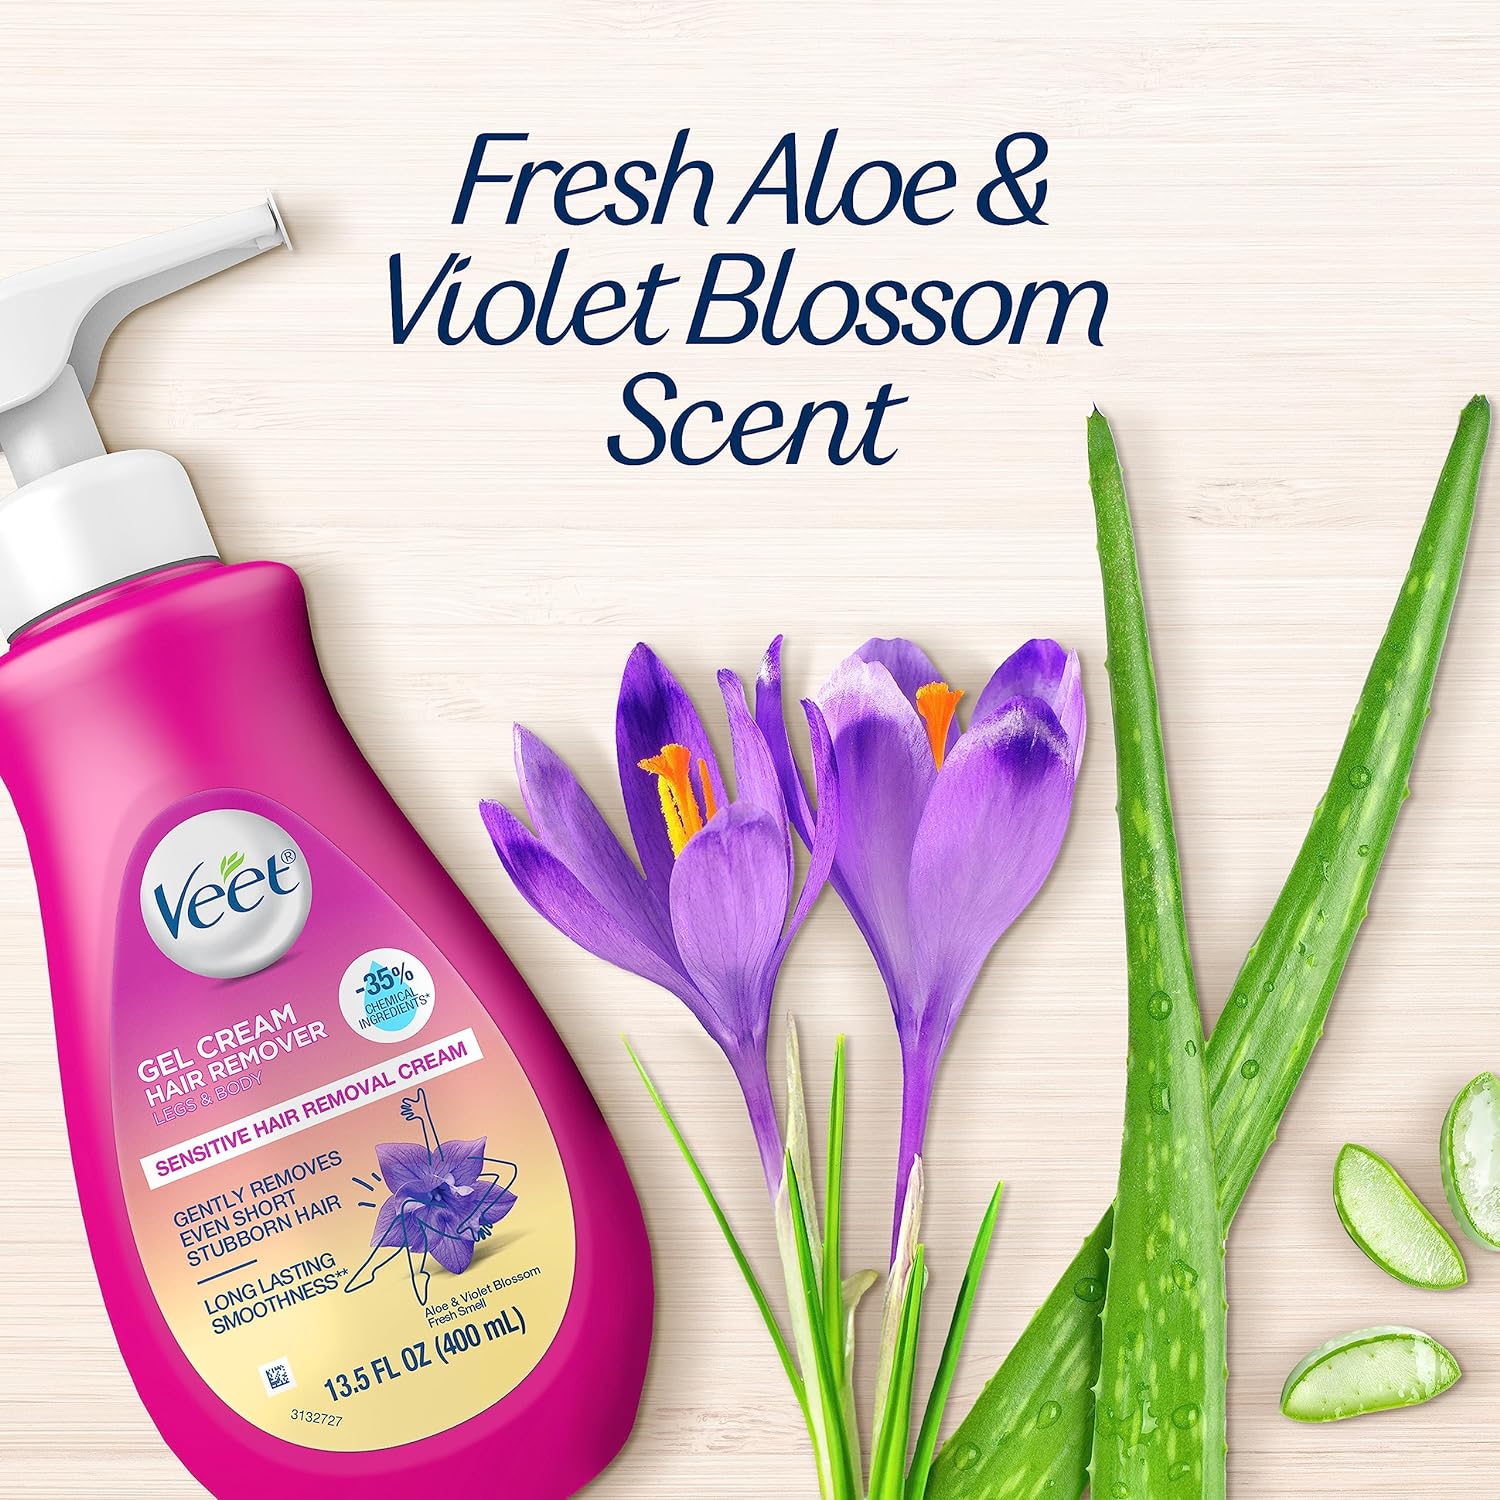 Fresh Aloe &
Violet Blossom
Scent
Veet®
-35%
CHEMICAL
INGREDIENTS*
GEL CREAM
HAIR REMOVER
LEGS & BODY
SENSITIVE HAIR REMOVAL CREAM
GENTLY REMOVES
EVEN SHORT
STUBBORN HAIR
LONG LASTING
SMOOTHNESS**
Aloe & Violet Blossom
Fresh Smell
13.5 FL OZ (400 mL)
3132727